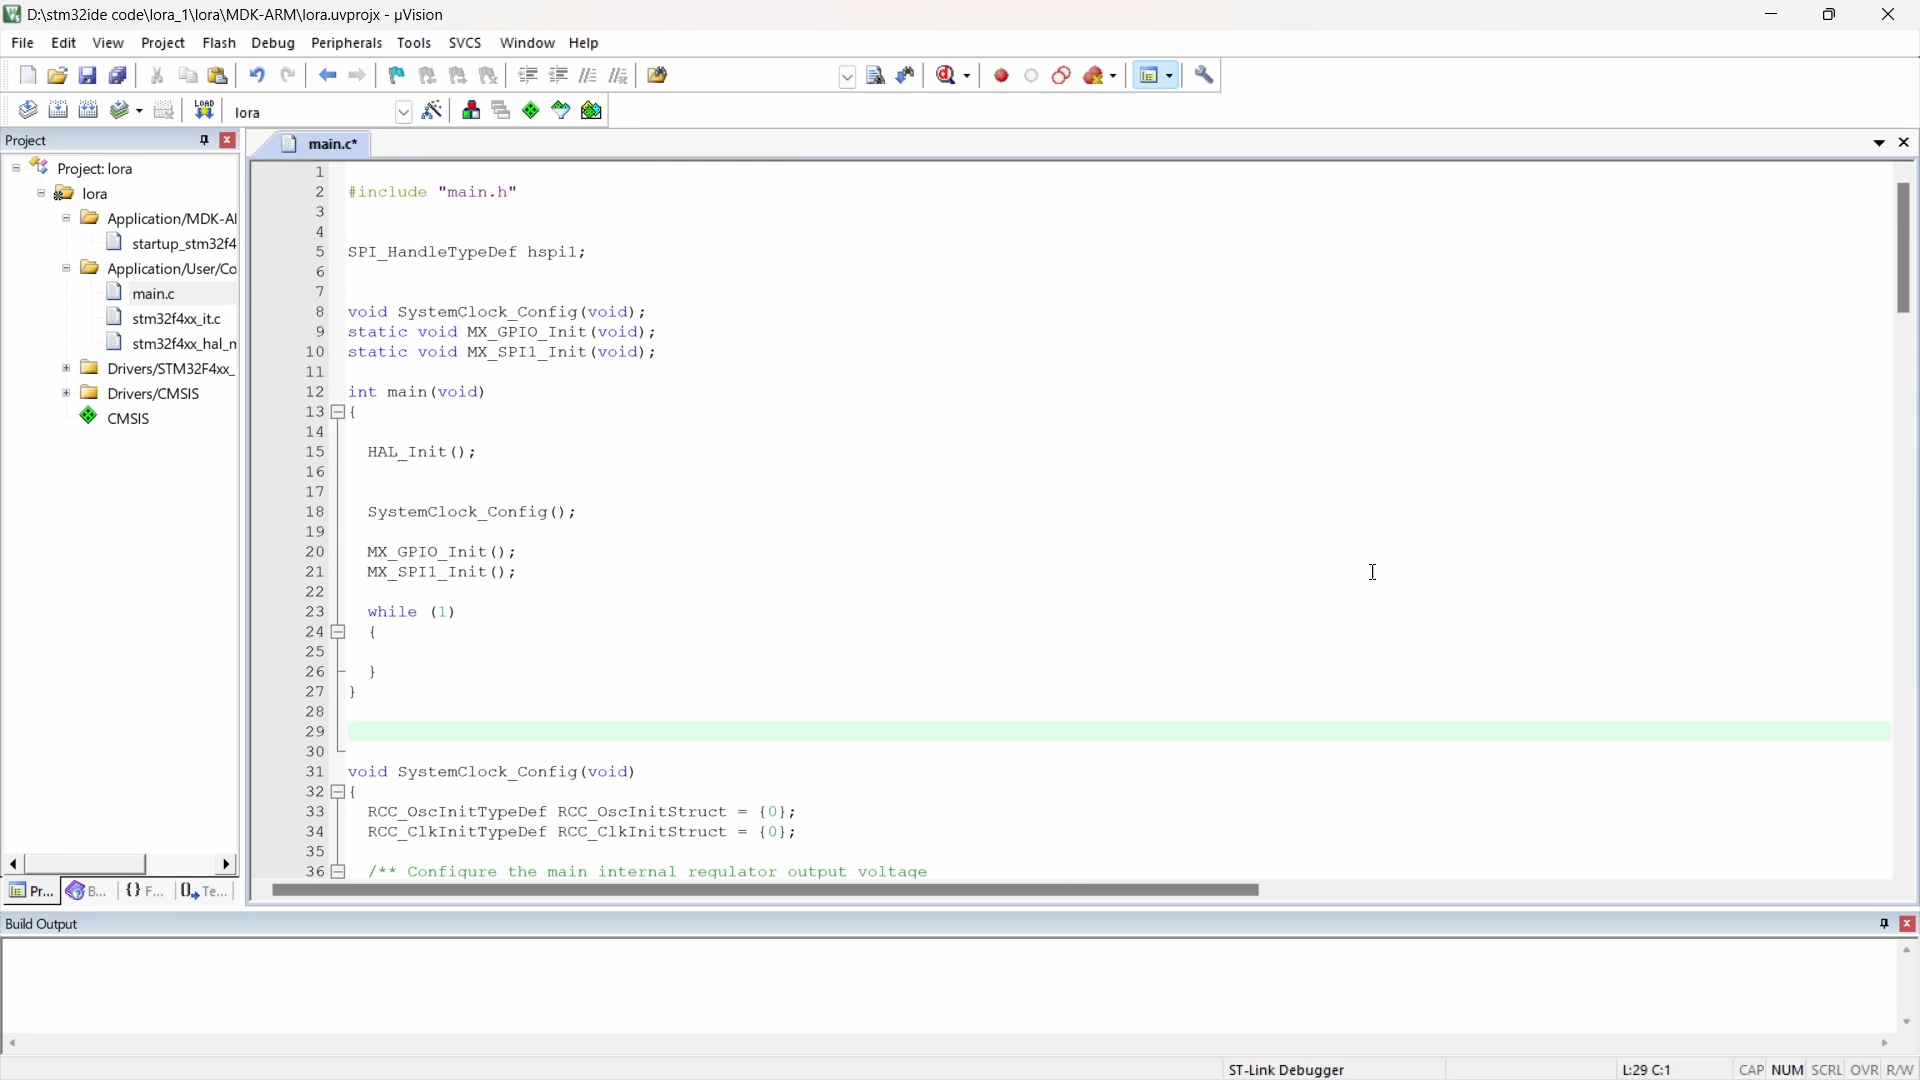 D:\stm32ide code\lora_1\lora\MDK-ARM\lora.uvprojx - µVision
File Edit View Project Flash Debug Peripherals Tools SVCS Window Help
LOAD
lora
Project
main.c*
Project: lora
lora
Application/MDK-AI
startup_stm32f4
Application/User/Co
main.c
stm32f4xx_it.c
stm32f4xx_hal_m
Drivers/STM32F4xx_
Drivers/CMSIS
CMSIS
Pr... B... {} F... Te...
1
2 #include "main.h"
3
4
5 SPI_HandleTypeDef hspi1;
6
7
8 void SystemClock_Config(void);
9 static void MX_GPIO_Init(void);
10 static void MX_SPI1_Init(void);
11
12 int main(void)
13 {
14
15 HAL_Init();
16
17
18 SystemClock_Config();
19
20 MX_GPIO_Init();
21 MX_SPI1_Init();
22
23 while (1)
24 {
25
26 }
27 }
28
29
30
31 void SystemClock_Config(void)
32 {
33 RCC_OscInitTypeDef RCC_OscInitStruct = {0};
34 RCC_ClkInitTypeDef RCC_ClkInitStruct = {0};
35
36 /** Configure the main internal regulator output voltage
Build Output
ST-Link Debugger L:29 C:1 CAP NUM SCRL OVR R/W